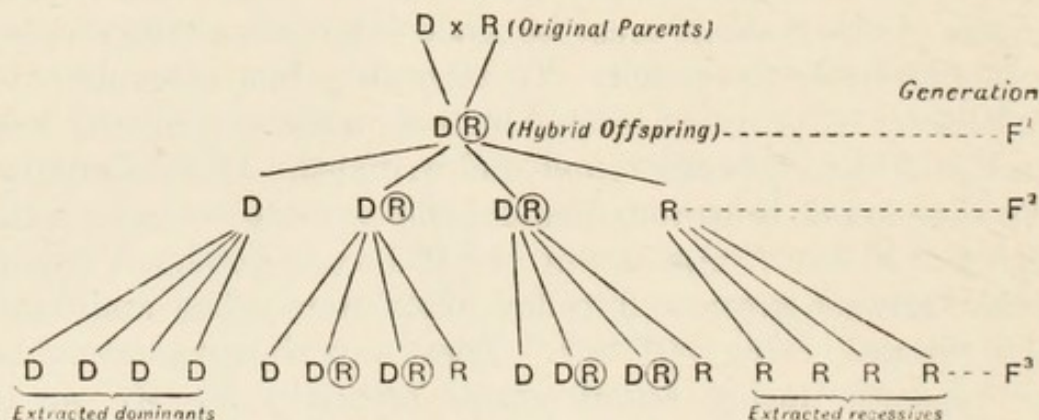 D x R (Original Parents)
Generation
D R (Hybrid Offspring) F¹
D D R D R R F²
D D D D D D R D R R D D R D R R R R R R F³
Extracted dominants Extracted recessives